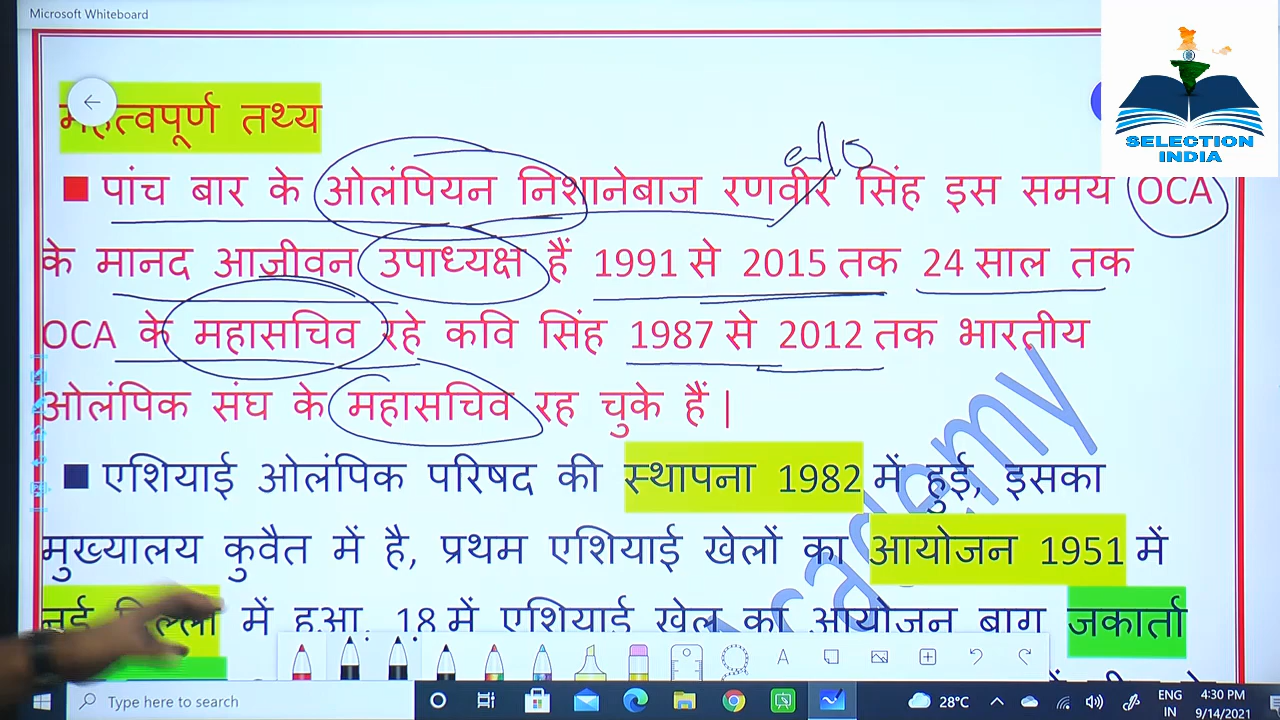 Microsoft Whiteboard
SELECTION
INDIA
महत्वपूर्ण तथ्य
■ पांच बार के ओलंपियन निशानेबाज रणवीर सिंह इस समय OCA
के मानद आजीवन उपाध्यक्ष हैं 1991 से 2015 तक 24 साल तक
OCA के महासचिव रहे कवि सिंह 1987 से 2012 तक भारतीय
ओलंपिक संघ के महासचिव रह चुके हैं |
■ एशियाई ओलंपिक परिषद की स्थापना 1982 में हुई, इसका
मुख्यालय कुवैत में है, प्रथम एशियाई खेलों का आयोजन 1951 में
नई दिल्ली में हुआ, 18 में एशियाई खेल का आयोजन बाग जकार्ता
Academy
Type here to search
28°C
ENG
IN
4:30 PM
9/14/2021